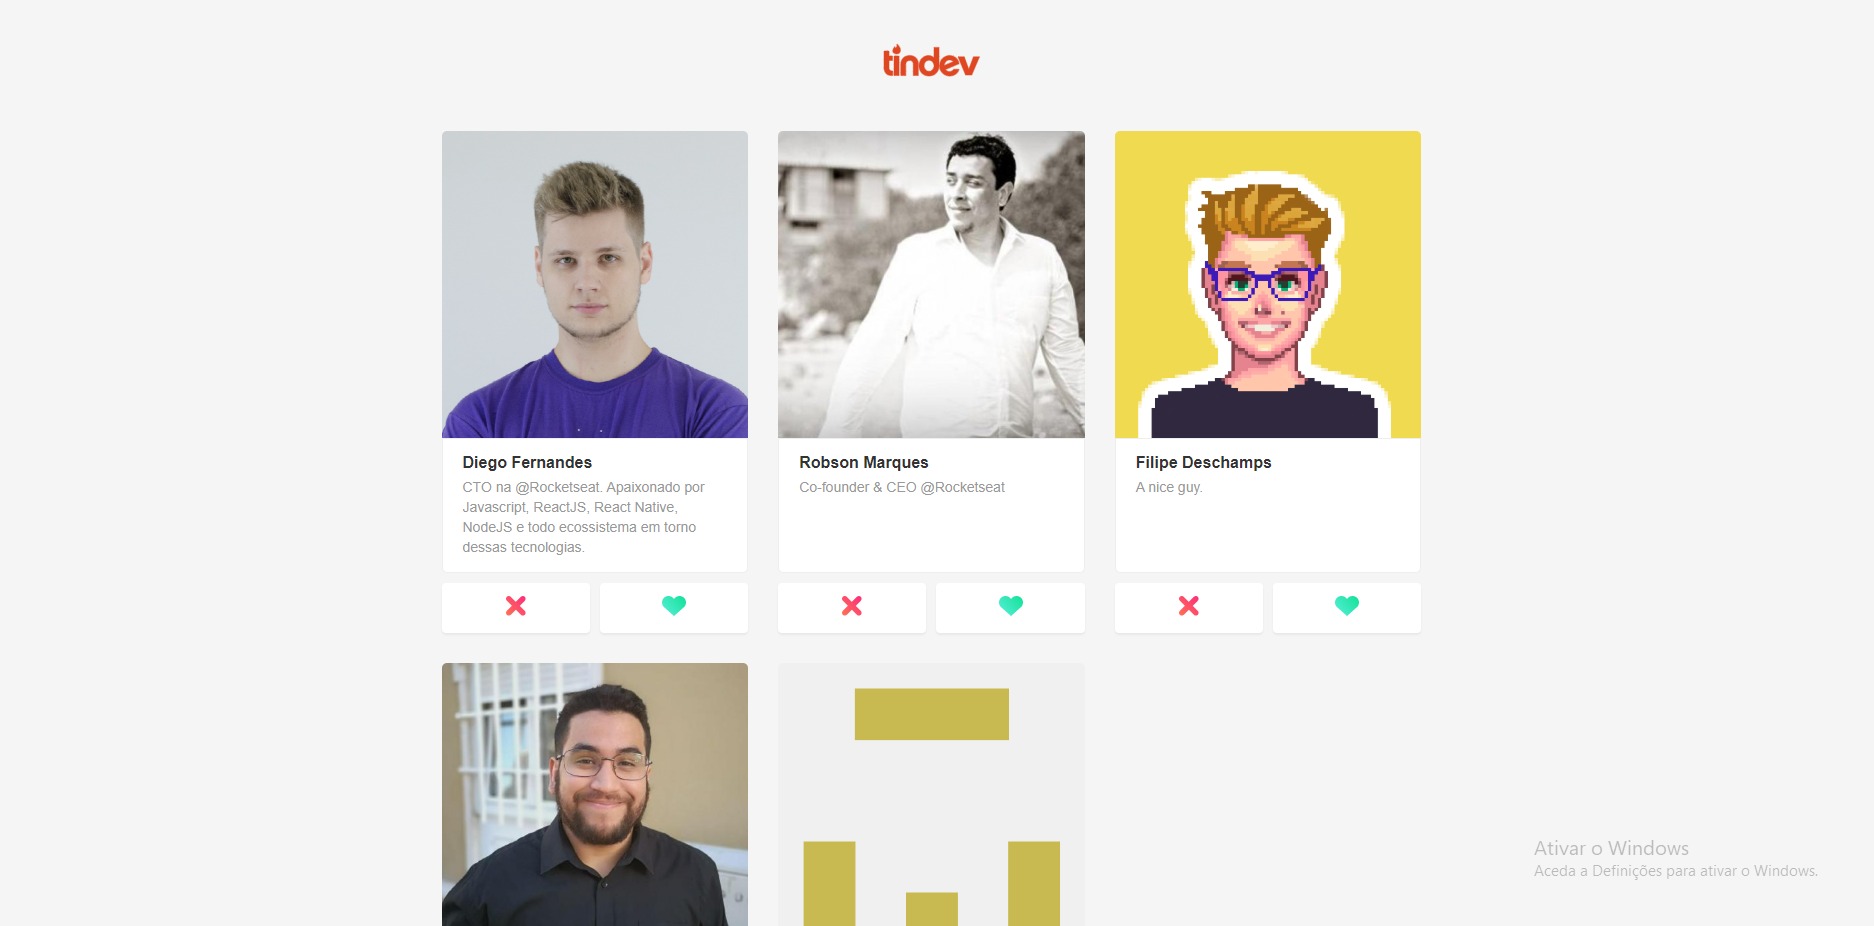 tindev
Diego Fernandes
CTO na @Rocketseat. Apaixonado por
Javascript, ReactJS, React Native,
NodeJS e todo ecossistema em torno
dessas tecnologias.
Robson Marques
Co-founder & CEO @Rocketseat
Filipe Deschamps
A nice guy.
Ativar o Windows
Aceda a Definições para ativar o Windows.